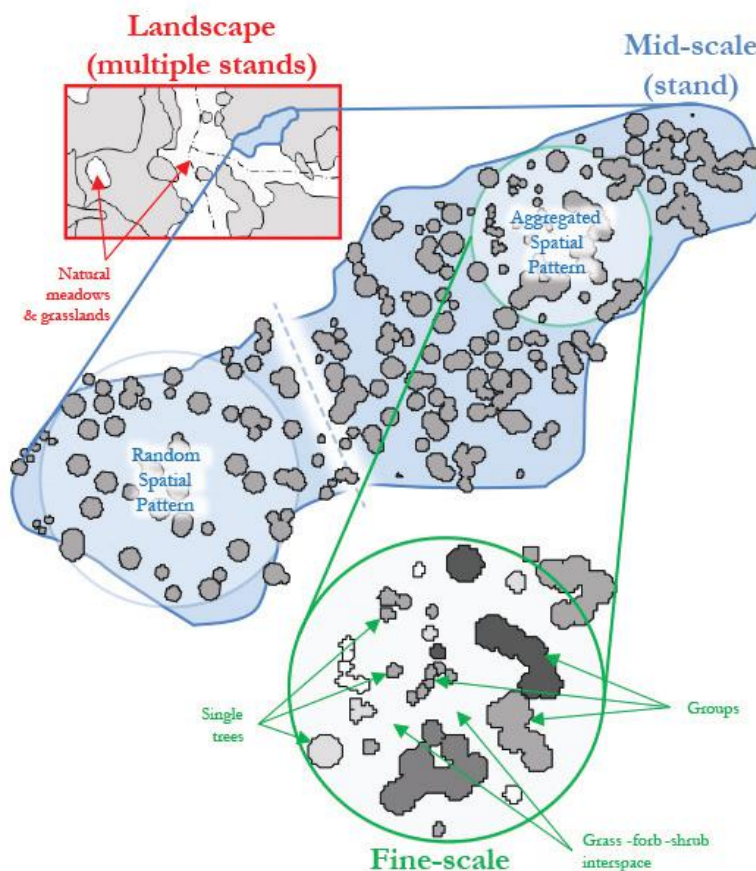 Landscape
(multiple stands)
Mid-scale
(stand)
Natural
meadows
& grasslands
Aggregated
Spatial
Pattern
Random
Spatial
Pattern
Single
trees
Groups
Grass -forb -shrub
interspace
Fine-scale